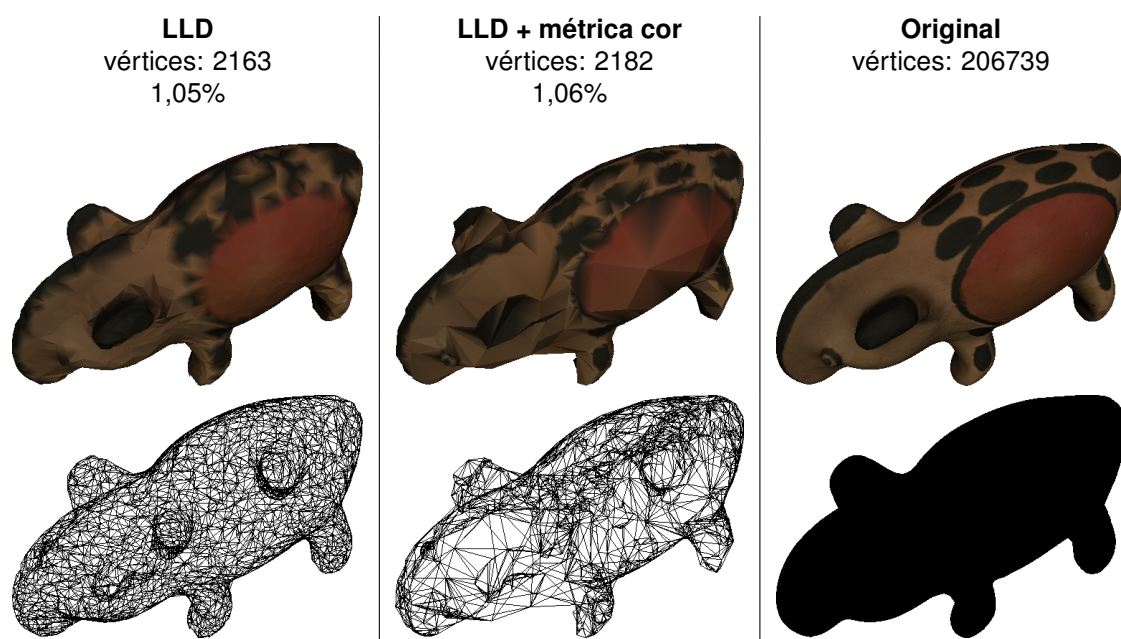 LLD
vértices: 2163
1,05%
LLD + métrica cor
vértices: 2182
1,06%
Original
vértices: 206739